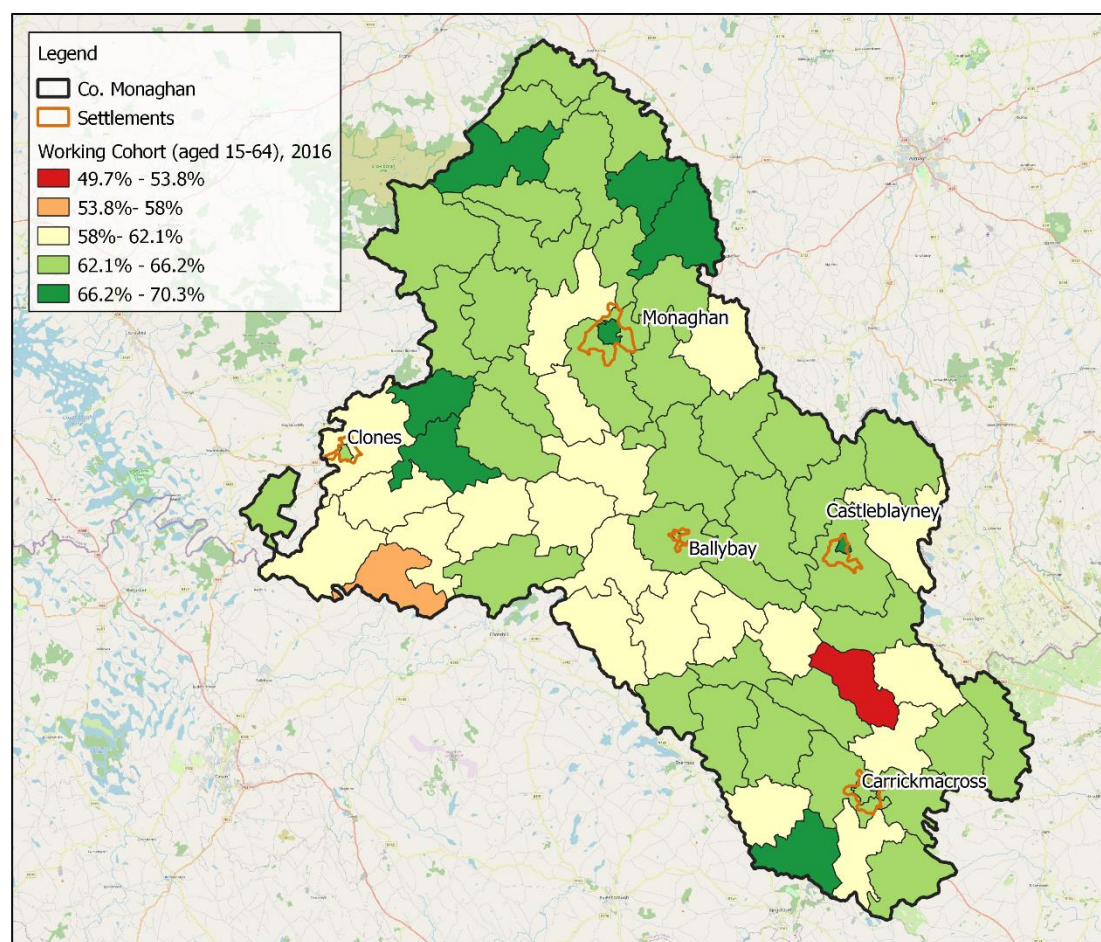 Legend
Co. Monaghan
Settlements
Working Cohort (aged 15-64), 2016
49.7% - 53.8%
53.8%- 58%
58%- 62.1%
62.1% - 66.2%
66.2% - 70.3%
Monaghan
Clones
Castleblayney
Ballybay
Carrickmacross